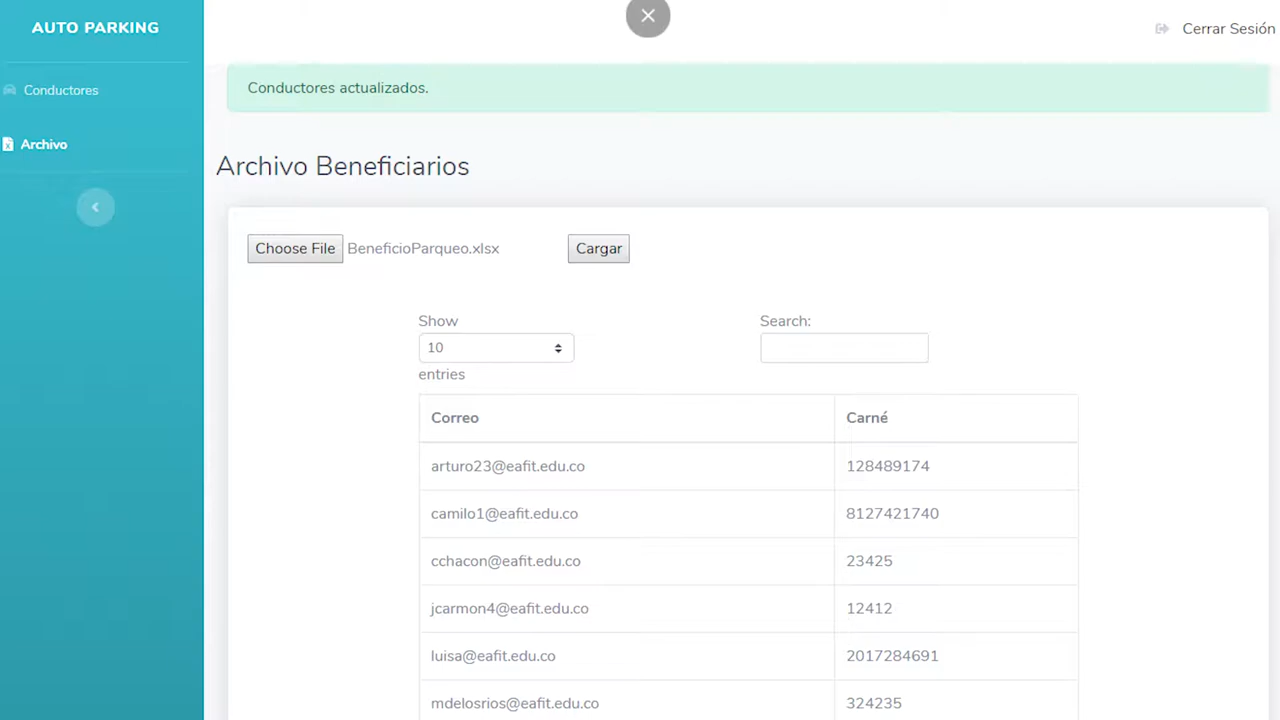 AUTO PARKING
Cerrar Sesión
Conductores
Archivo
Conductores actualizados.
Archivo Beneficiarios
Choose File BeneficioParqueo.xlsx Cargar
Show
10
entries
Search:
Correo Carné
arturo23@eafit.edu.co 128489174
camilo1@eafit.edu.co 8127421740
cchacon@eafit.edu.co 23425
jcarmon4@eafit.edu.co 12412
luisa@eafit.edu.co 2017284691
mdelosrios@eafit.edu.co 324235